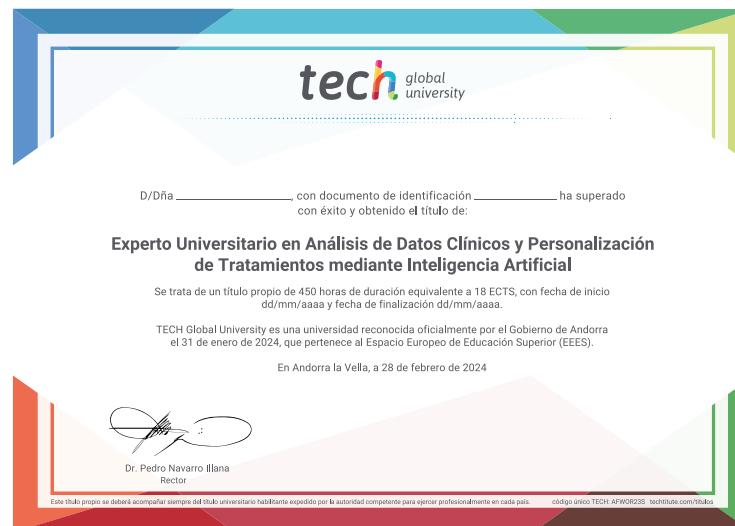 tech global university
D/Dña ______________, con documento de identificación ______________ ha superado
con éxito y obtenido el título de:
Experto Universitario en Análisis de Datos Clínicos y Personalización
de Tratamientos mediante Inteligencia Artificial
Se trata de un título propio de 450 horas de duración equivalente a 18 ECTS, con fecha de inicio
dd/mm/aaaa y fecha de finalización dd/mm/aaaa.
TECH Global University es una universidad reconocida oficialmente por el Gobierno de Andorra
el 31 de enero de 2024, que pertenece al Espacio Europeo de Educación Superior (EEES).
En Andorra la Vella, a 28 de febrero de 2024
Dr. Pedro Navarro Illana
Rector
Este título propio se deberá acompañar siempre del título universitario habilitante expedido por la autoridad competente para ejercer profesionalmente en cada país. código único TECH: AFWOR23S techtitute.com/titulos